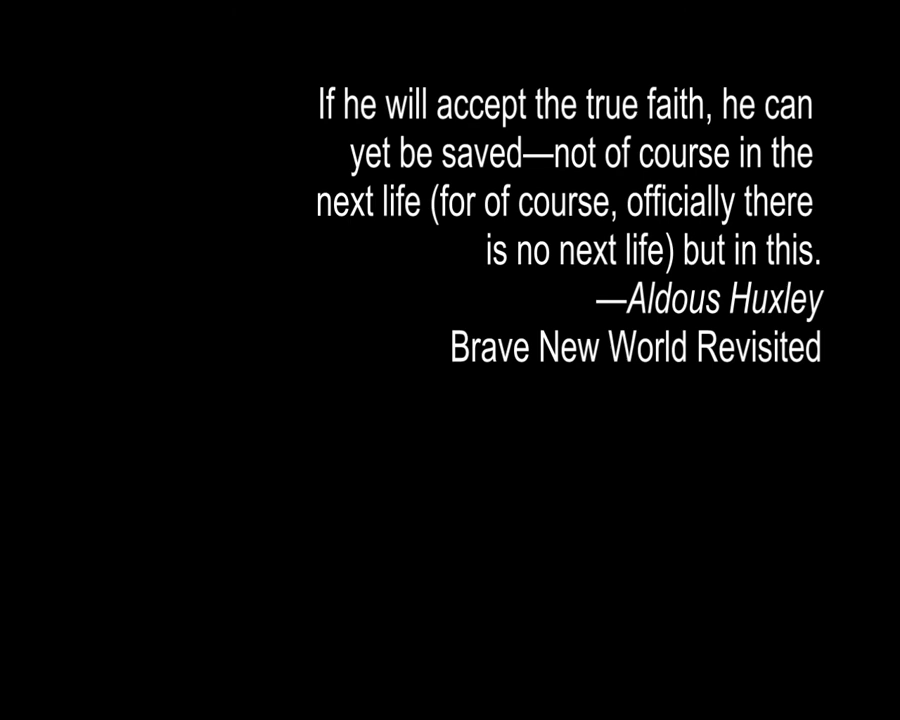 If he will accept the true faith, he can
yet be saved—not of course in the
next life (for of course, officially there
is no next life) but in this.
—Aldous Huxley
Brave New World Revisited